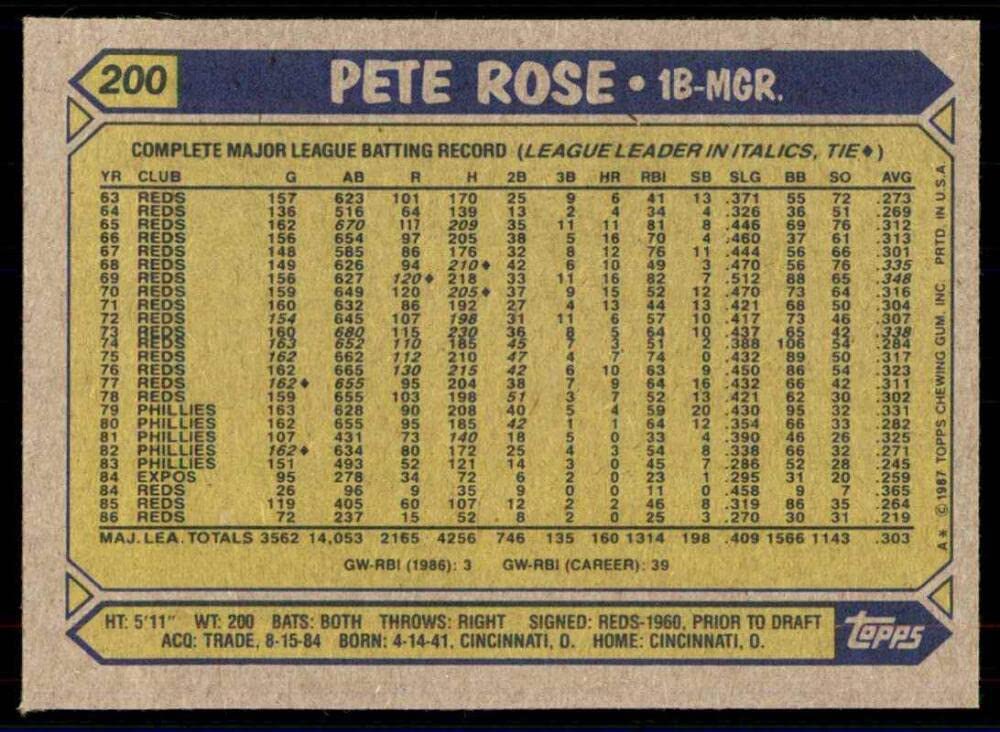 200 PETE ROSE • 1B-MGR.
COMPLETE MAJOR LEAGUE BATTING RECORD (LEAGUE LEADER IN ITALICS, TIE♦)
YR CLUB G AB R H 2B 3B HR RBI SB SLG BB SO AVG
63 REDS 157 623 101 170 25 9 6 41 13 .371 55 72 .273
64 REDS 136 516 64 139 13 2 4 34 4 .326 36 51 .269
65 REDS 162 670 117 209 35 11 11 81 8 .446 69 76 .312
66 REDS 156 654 97 205 38 5 16 70 4 .460 37 61 .313
67 REDS 148 585 86 176 32 8 12 76 11 .444 56 66 .301
68 REDS 149 626 94 210♦ 42 6 10 49 3 .470 56 76 .335
69 REDS 156 627 120♦ 218 33 11 16 82 7 .512 88 65 .348
70 REDS 159 649 120 205♦ 37 9 15 52 12 .470 73 64 .316
71 REDS 160 632 86 192 27 4 13 44 13 .421 68 50 .304
72 REDS 154 645 107 198 31 11 6 57 10 .417 73 46 .307
73 REDS 160 680 115 230 36 8 5 64 10 .437 65 42 .338
74 REDS 163 652 110 185 45 7 3 51 2 .388 106 54 .284
75 REDS 162 662 112 210 47 4 7 74 0 .432 89 50 .317
76 REDS 162 665 130 215 42 6 10 63 9 .450 86 54 .323
77 REDS 162♦ 655 95 204 38 7 9 64 16 .432 66 42 .311
78 REDS 159 655 103 198 51 3 7 52 13 .421 62 30 .302
79 PHILLIES 163 628 90 208 40 5 4 59 20 .430 95 32 .331
80 PHILLIES 162 655 95 185 42 1 1 64 12 .354 66 33 .282
81 PHILLIES 107 431 73 140 18 5 0 33 4 .390 46 26 .325
82 PHILLIES 162♦ 634 80 172 25 4 3 54 8 .338 66 32 .271
83 PHILLIES 151 493 52 121 14 3 0 45 7 .286 52 28 .245
84 EXPOS 95 278 34 72 6 2 0 23 1 .295 31 20 .259
84 REDS 26 96 9 35 9 0 0 11 0 .458 9 7 .365
85 REDS 119 405 60 107 12 2 2 46 8 .319 86 35 .264
86 REDS 72 237 15 52 8 2 0 25 3 .270 30 31 .219
MAJ. LEA. TOTALS 3562 14,053 2165 4256 746 135 160 1314 198 .409 1566 1143 .303
GW-RBI (1986): 3 GW-RBI (CAREER): 39
A* © 1987 TOPPS CHEWING GUM, INC. PRTD. IN U.S.A.
HT: 5'11" WT: 200 BATS: BOTH THROWS: RIGHT SIGNED: REDS-1960, PRIOR TO DRAFT
ACQ: TRADE, 8-15-84 BORN: 4-14-41, CINCINNATI, O. HOME: CINCINNATI, O.
TOPPS